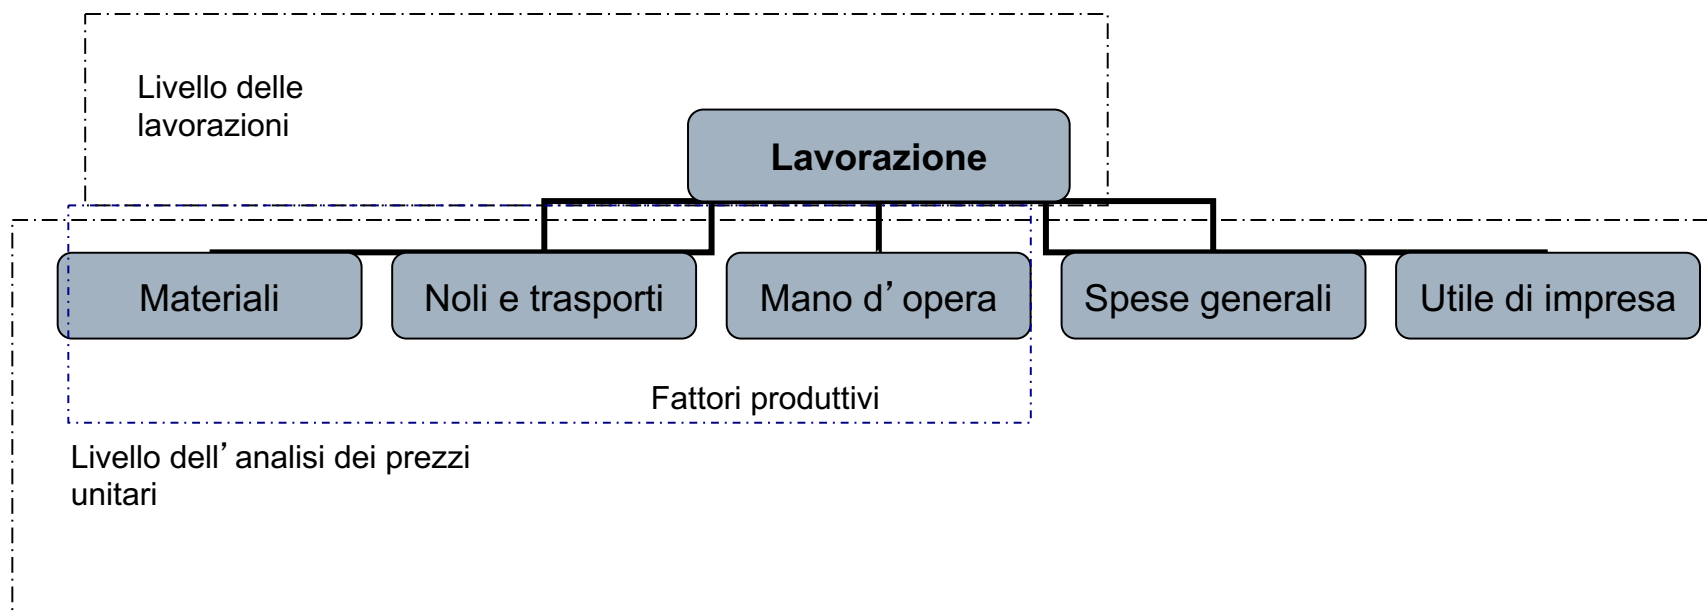 Livello delle
lavorazioni
Lavorazione
Materiali
Noli e trasporti
Mano d’opera
Spese generali
Utile di impresa
Fattori produttivi
Livello dell’analisi dei prezzi
unitari